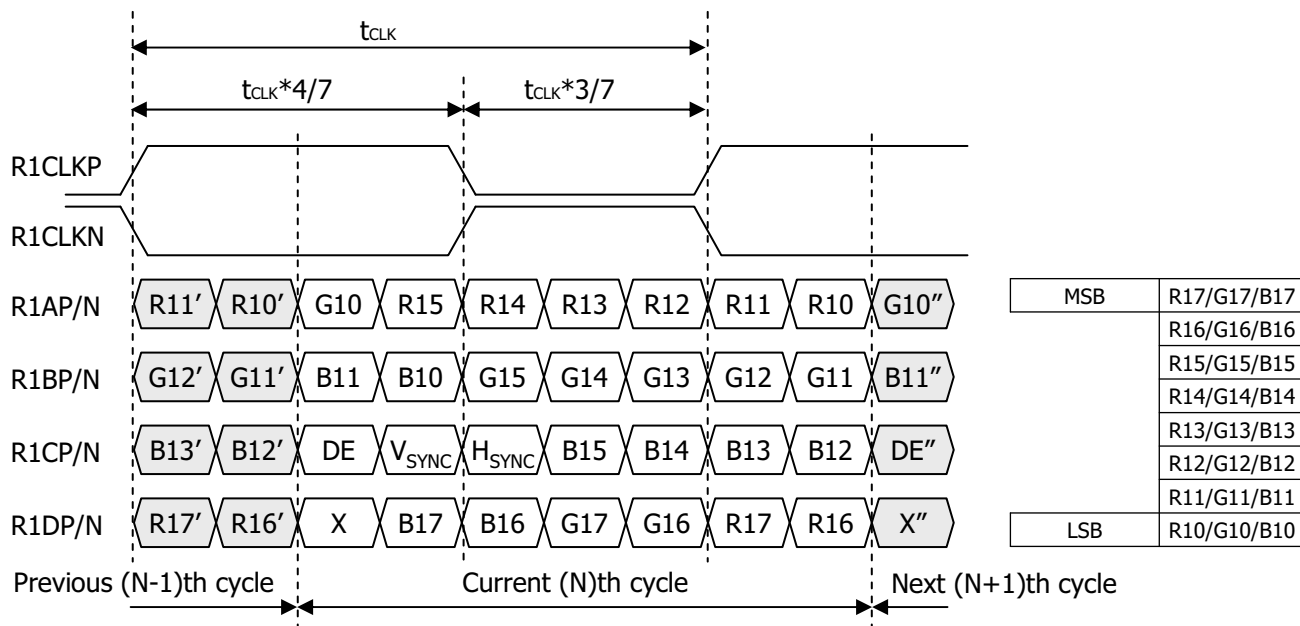 tCLK
tCLK*4/7 tCLK*3/7
R1CLKP
R1CLKN
R1AP/N R11′ R10′ G10 R15 R14 R13 R12 R11 R10 G10″
R1BP/N G12′ G11′ B11 B10 G15 G14 G13 G12 G11 B11″
R1CP/N B13′ B12′ DE VSYNC HSYNC B15 B14 B13 B12 DE″
R1DP/N R17′ R16′ X B17 B16 G17 G16 R17 R16 X″
Previous (N-1)th cycle Current (N)th cycle Next (N+1)th cycle
MSB R17/G17/B17
R16/G16/B16
R15/G15/B15
R14/G14/B14
R13/G13/B13
R12/G12/B12
R11/G11/B11
LSB R10/G10/B10